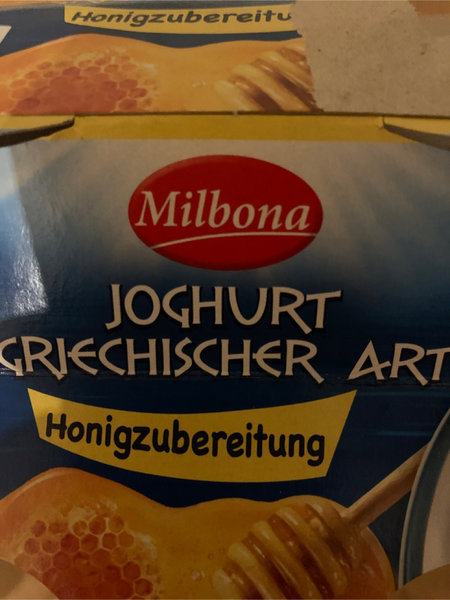 Honigzubereitu
Milbona
JOGHURT
GRIECHISCHER ART
Honigzubereitung